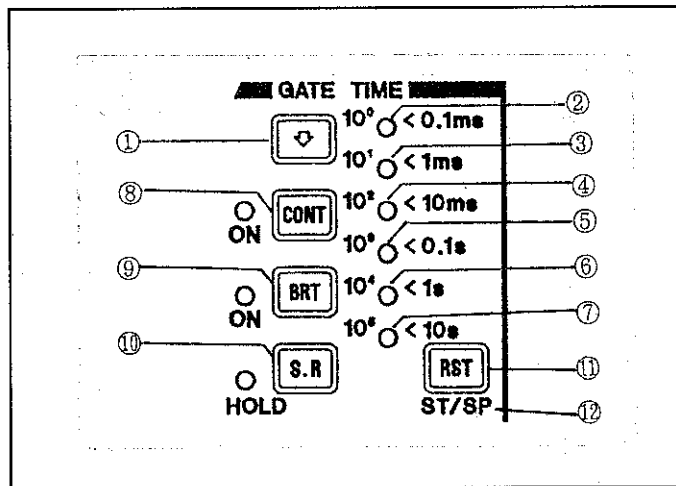 GATE TIME
② 
10⁰ < 0.1ms
①
③
10¹ < 1ms
⑧
④
CONT
10² < 10ms
ON
⑤
10³ < 0.1s
⑨
⑥
BRT
10⁴ < 1s
ON
⑦
10⁵ < 10s
⑩
S.R
RST
⑪
HOLD
ST/SP
⑫